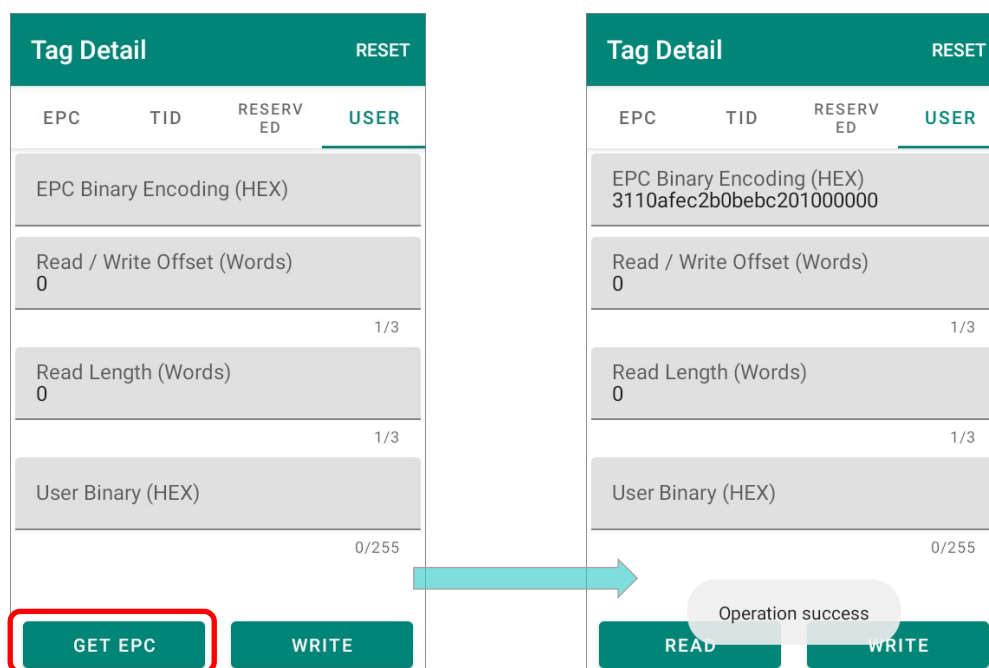 Tag Detail RESET
EPC TID RESERV
ED USER
EPC Binary Encoding (HEX)
Read / Write Offset (Words)
0
1/3
Read Length (Words)
0
1/3
User Binary (HEX)
0/255
GET EPC WRITE
Tag Detail RESET
EPC TID RESERV
ED USER
EPC Binary Encoding (HEX)
3110afec2b0bebc201000000
Read / Write Offset (Words)
0
1/3
Read Length (Words)
0
1/3
User Binary (HEX)
0/255
Operation success
READ WRITE